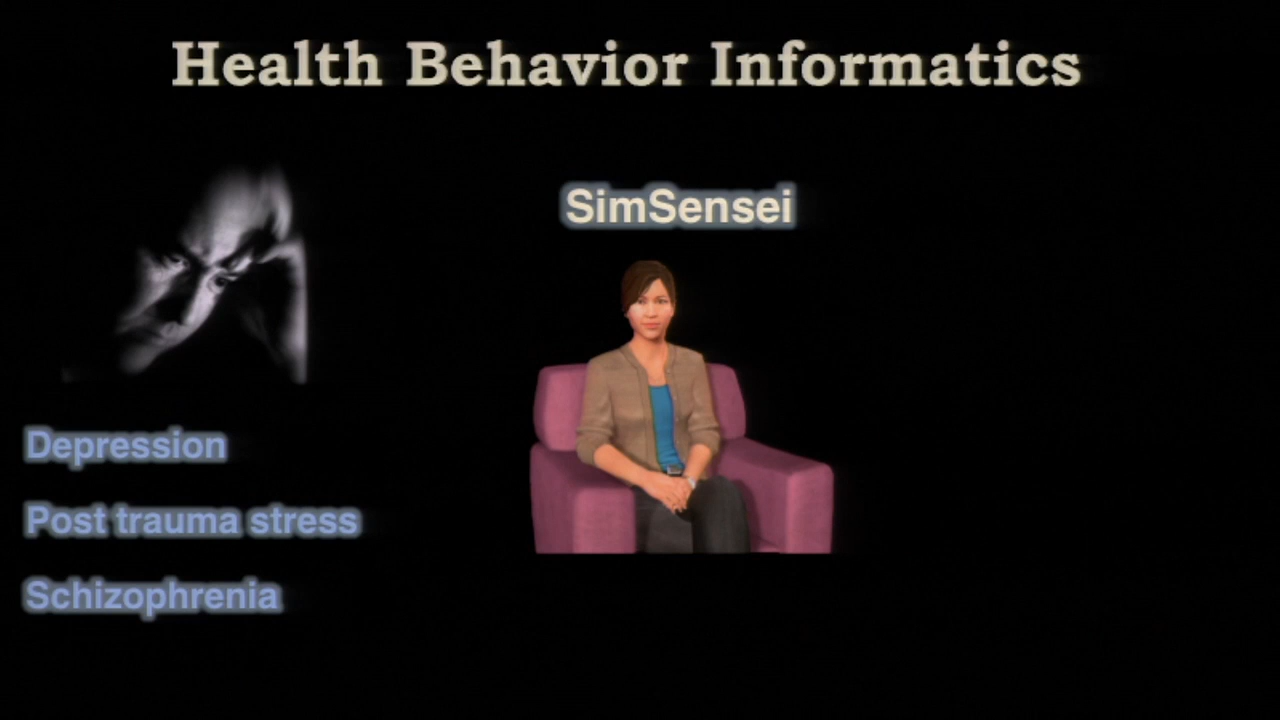 Health Behavior Informatics
SimSensei
Depression
Post trauma stress
Schizophrenia